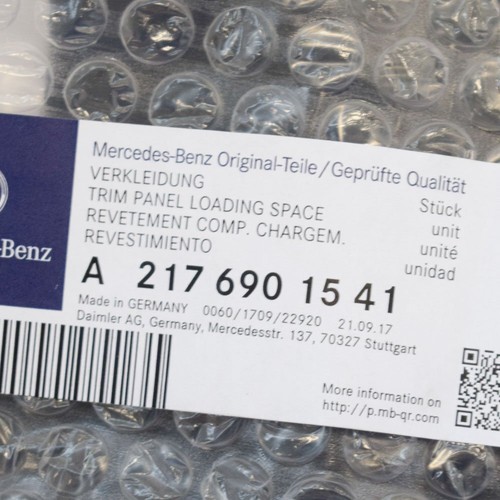 Mercedes-Benz Original-Teile/Geprüfte Qualität
VERKLEIDUNG
TRIM PANEL LOADING SPACE
REVETEMENT COMP. CHARGEM.
REVESTIMIENTO
Stück
unit
unité
unidad
-Benz
A 217 690 15 41
Made in GERMANY 0060/1709/22920 21.09.17
Daimler AG, Germany, Mercedesstr. 137, 70327 Stuttgart
More information on
http://p.mb-qr.com